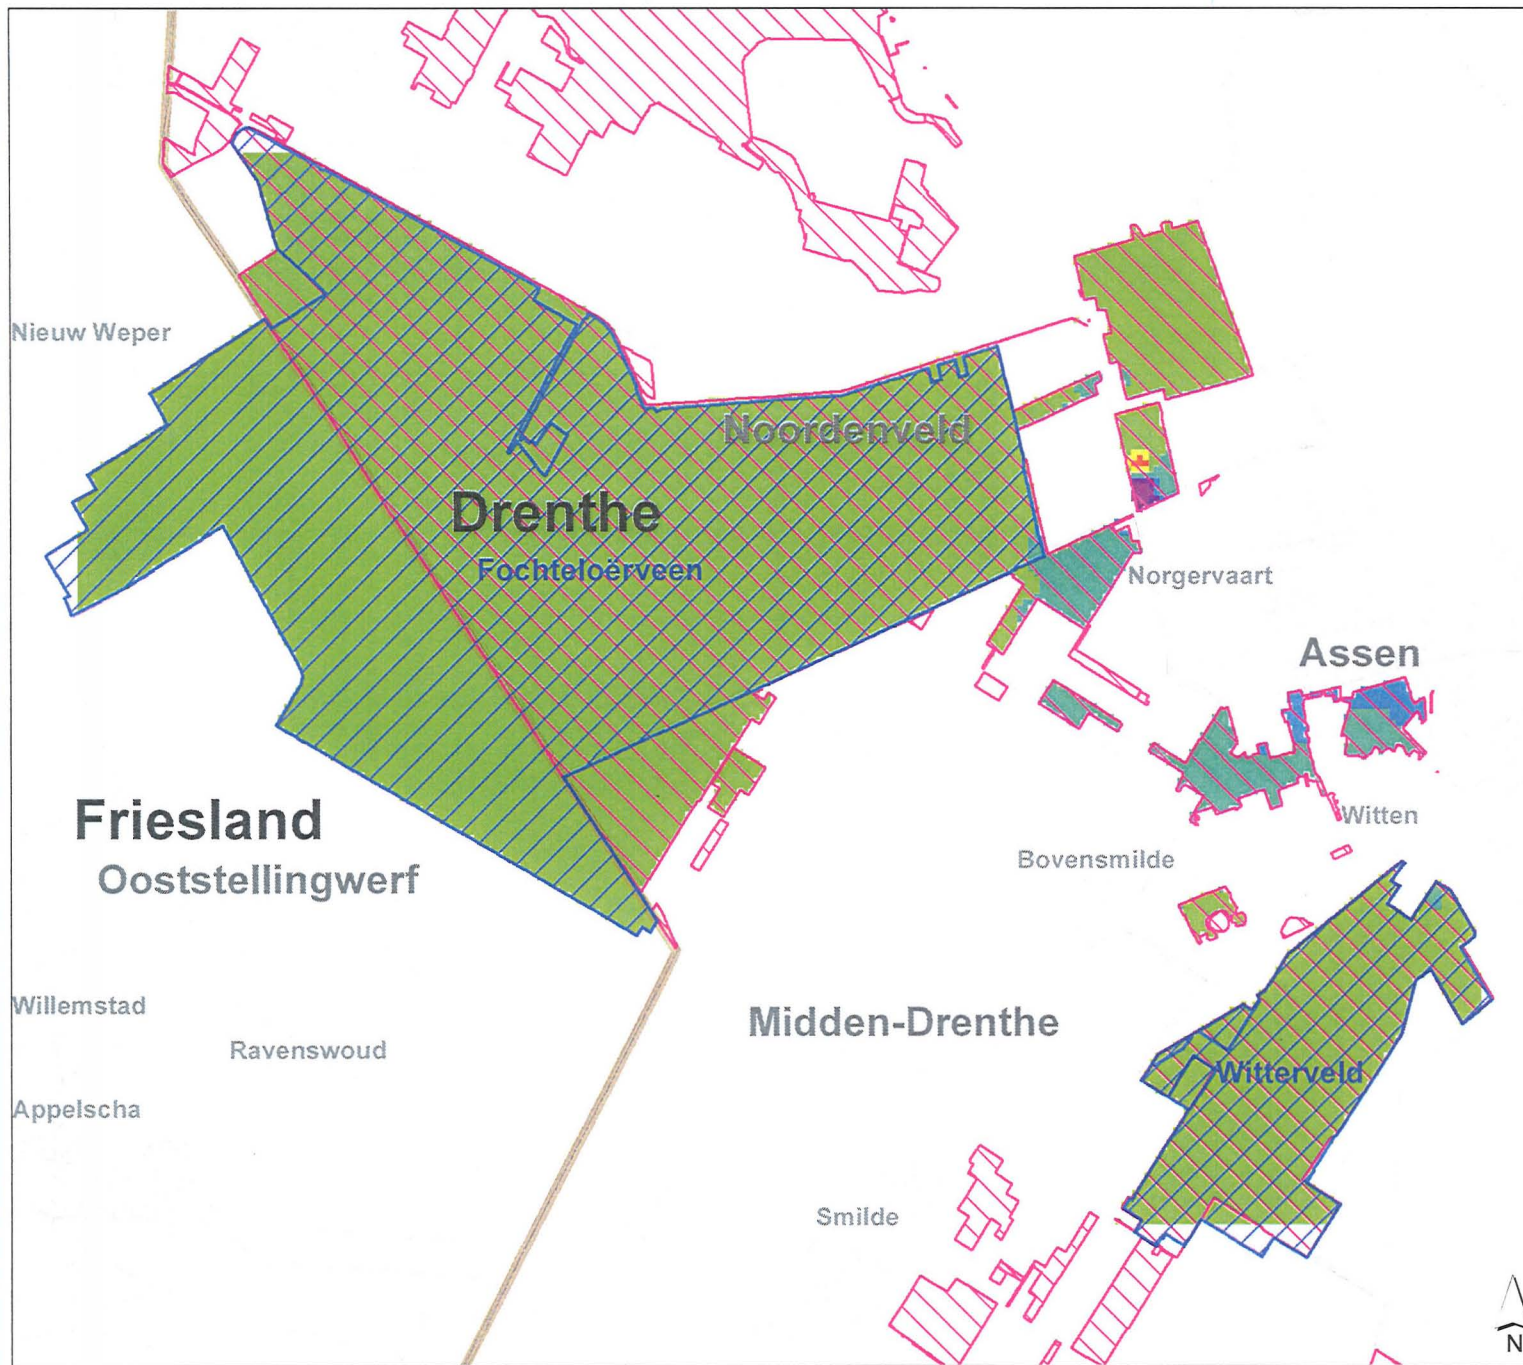 Nieuw Weper
Noordenveld
Drenthe
Fochteloërveen
Norgervaart
Assen
Friesland
Ooststellingwerf
Witten
Bovensmilde
Willemstad
Ravenswoud
Midden-Drenthe
Witterveld
Appelscha
Smilde
N